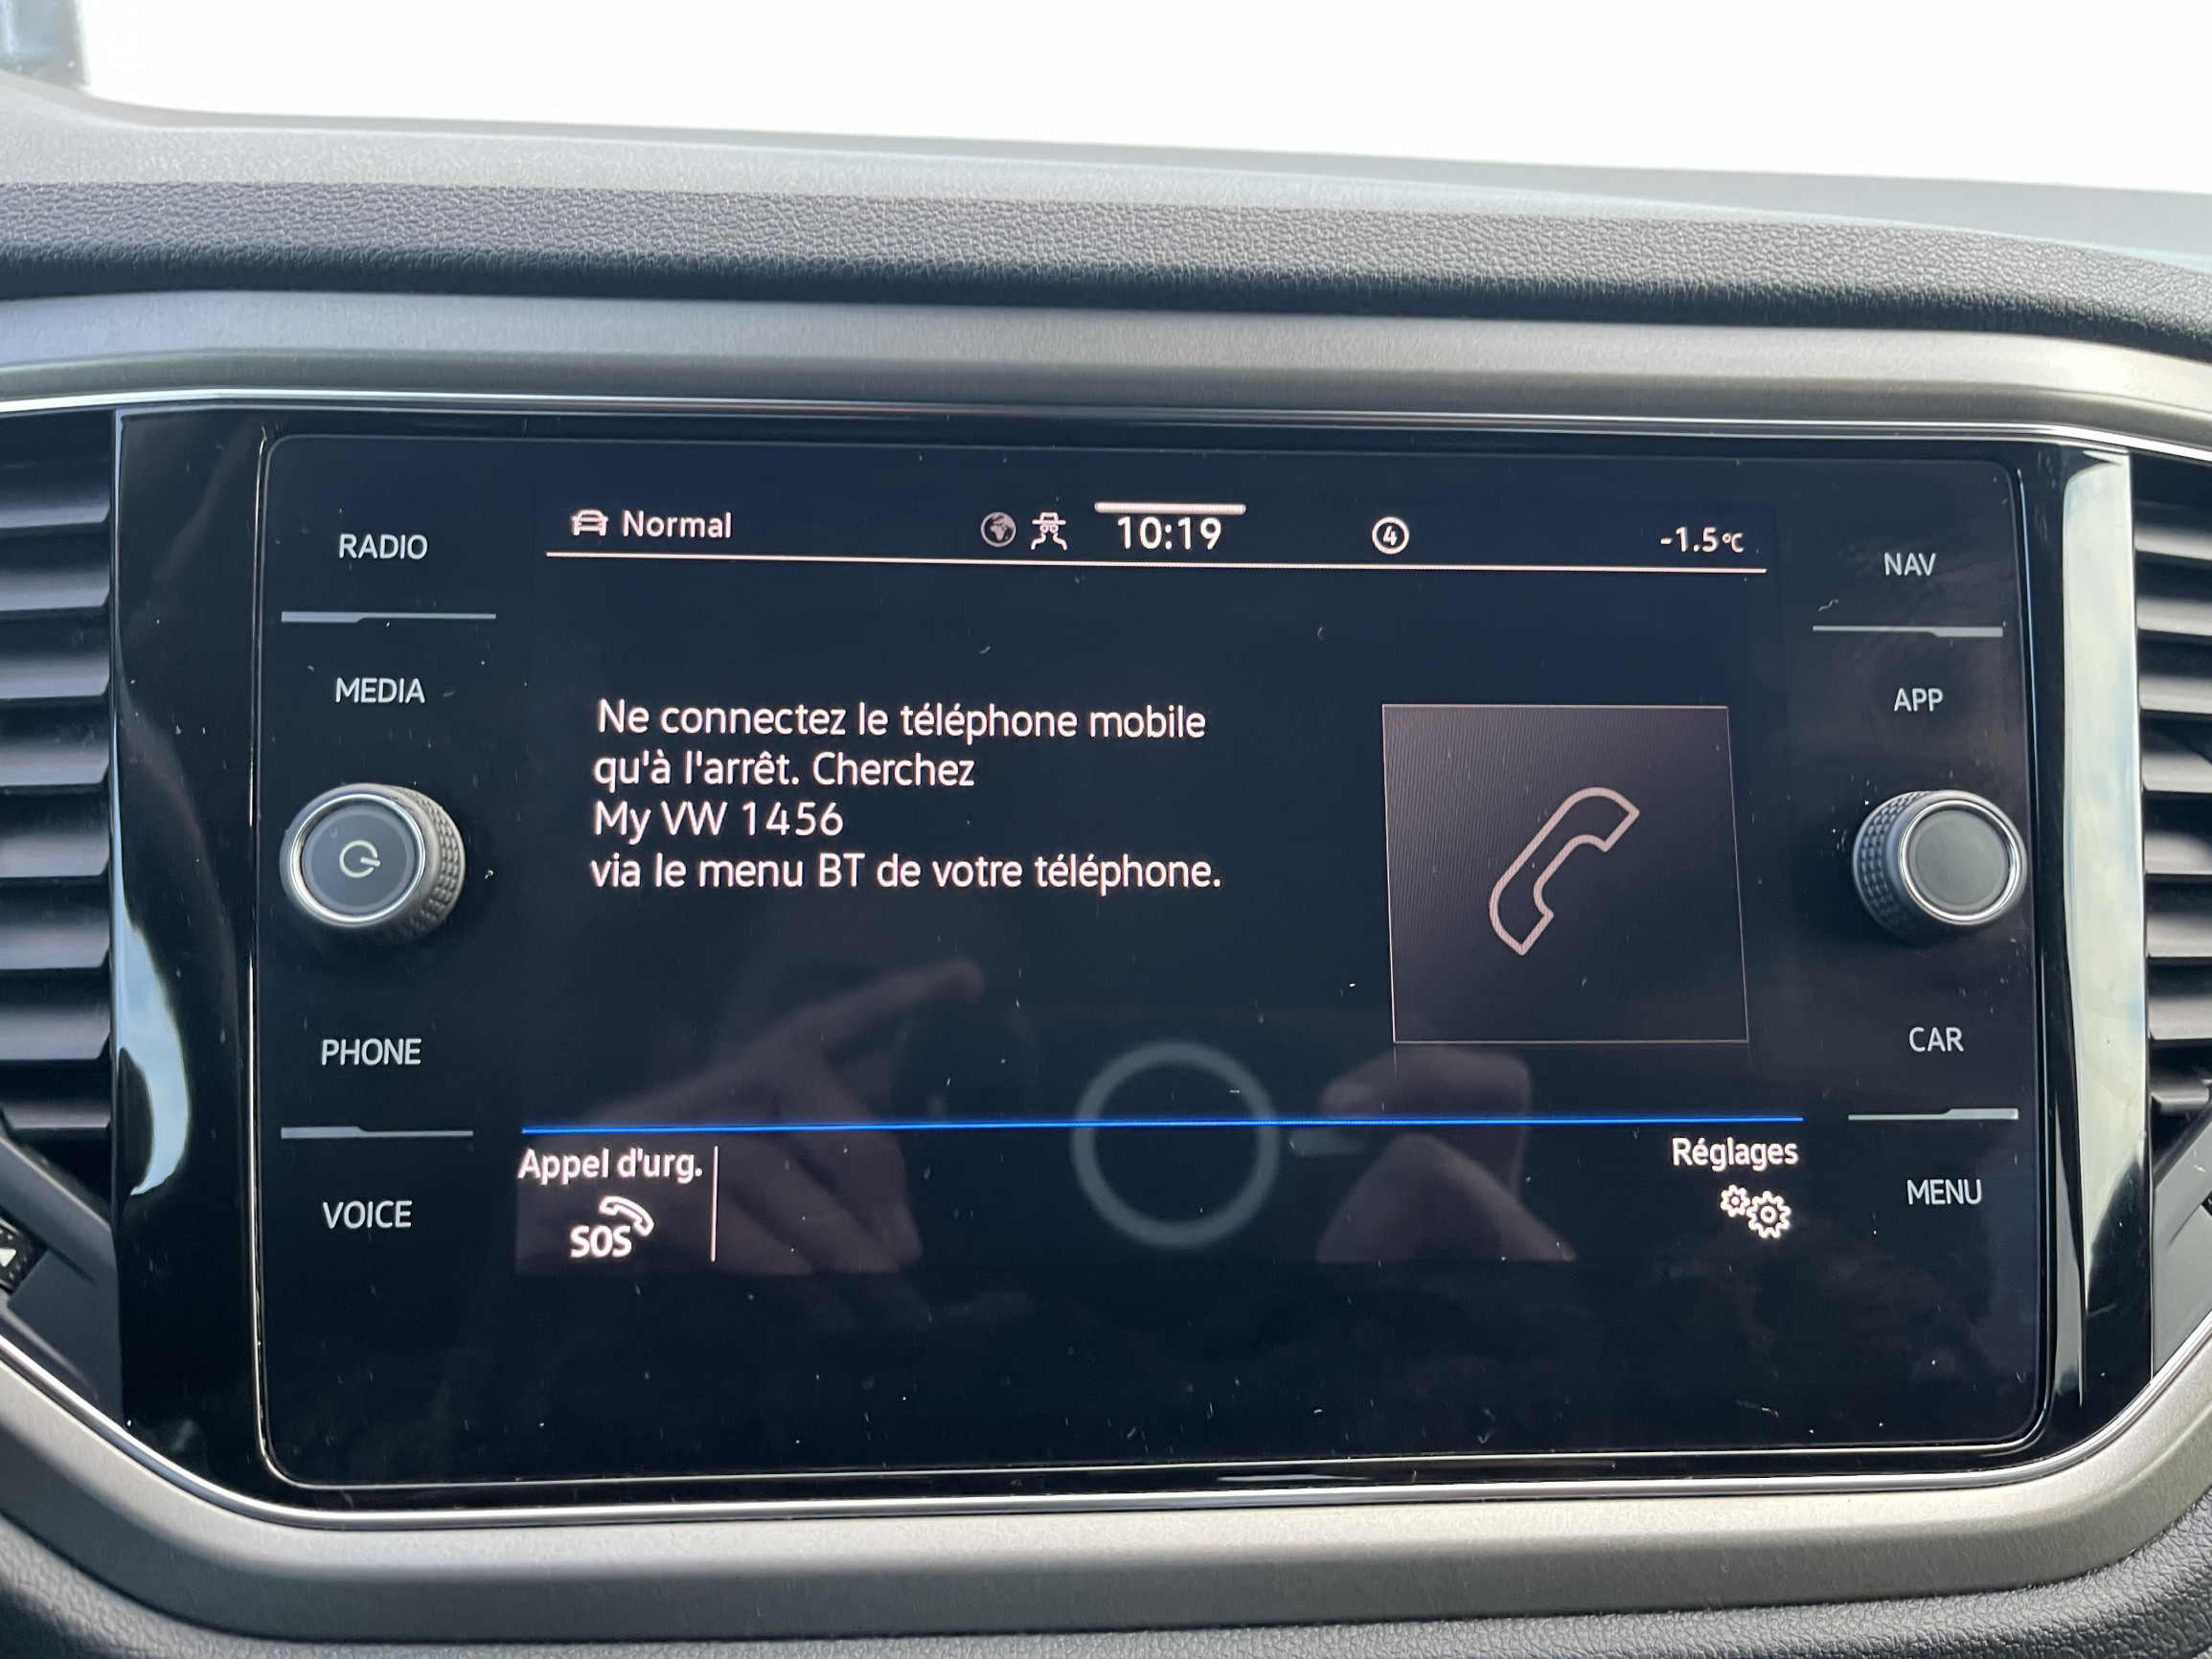 RADIO
MEDIA
PHONE
VOICE
Normal
10:19
4
-1.5°C
Ne connectez le téléphone mobile
qu'à l'arrêt. Cherchez
My VW 1456
via le menu BT de votre téléphone.
Appel d'urg.
SOS
Réglages
NAV
APP
CAR
MENU